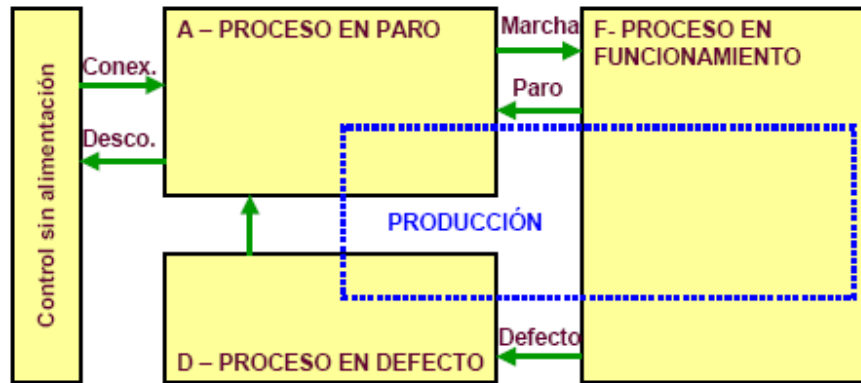 Control sin alimentación
Conex.
Desco.
A – PROCESO EN PARO
Marcha
Paro
F- PROCESO EN
FUNCIONAMIENTO
PRODUCCIÓN
Defecto
D – PROCESO EN DEFECTO